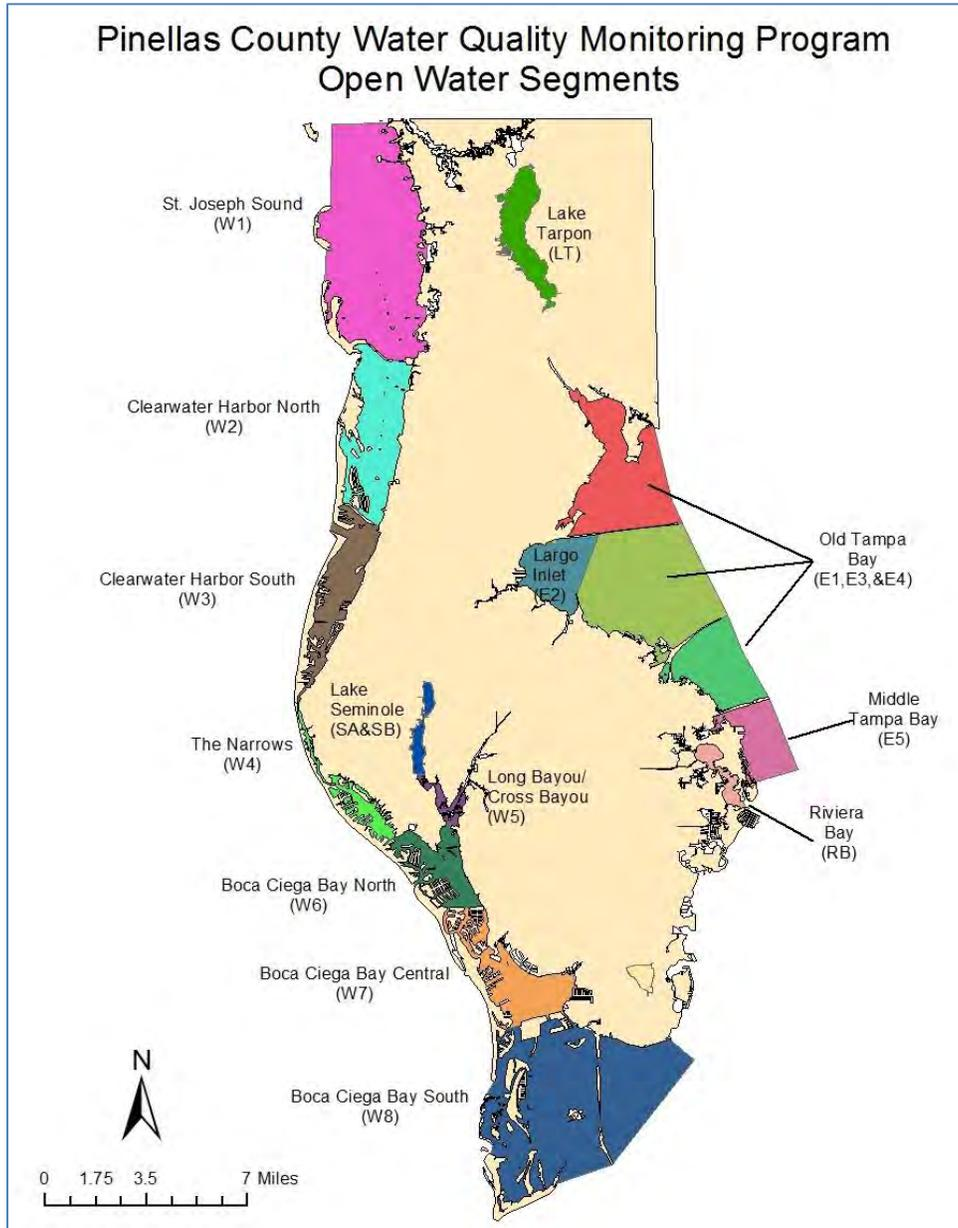 Pinellas County Water Quality Monitoring Program
Open Water Segments
St. Joseph Sound
(W1)
Lake
Tarpon
(LT)
Clearwater Harbor North
(W2)
Old Tampa
Bay
(E1,E3,&E4)
Largo
Inlet
(E2)
Clearwater Harbor South
(W3)
Lake
Seminole
(SA&SB)
Middle
Tampa Bay
(E5)
The Narrows
(W4)
Long Bayou/
Cross Bayou
(W5)
Riviera
Bay
(RB)
Boca Ciega Bay North
(W6)
Boca Ciega Bay Central
(W7)
Boca Ciega Bay South
(W8)
N
0 1.75 3.5 7 Miles